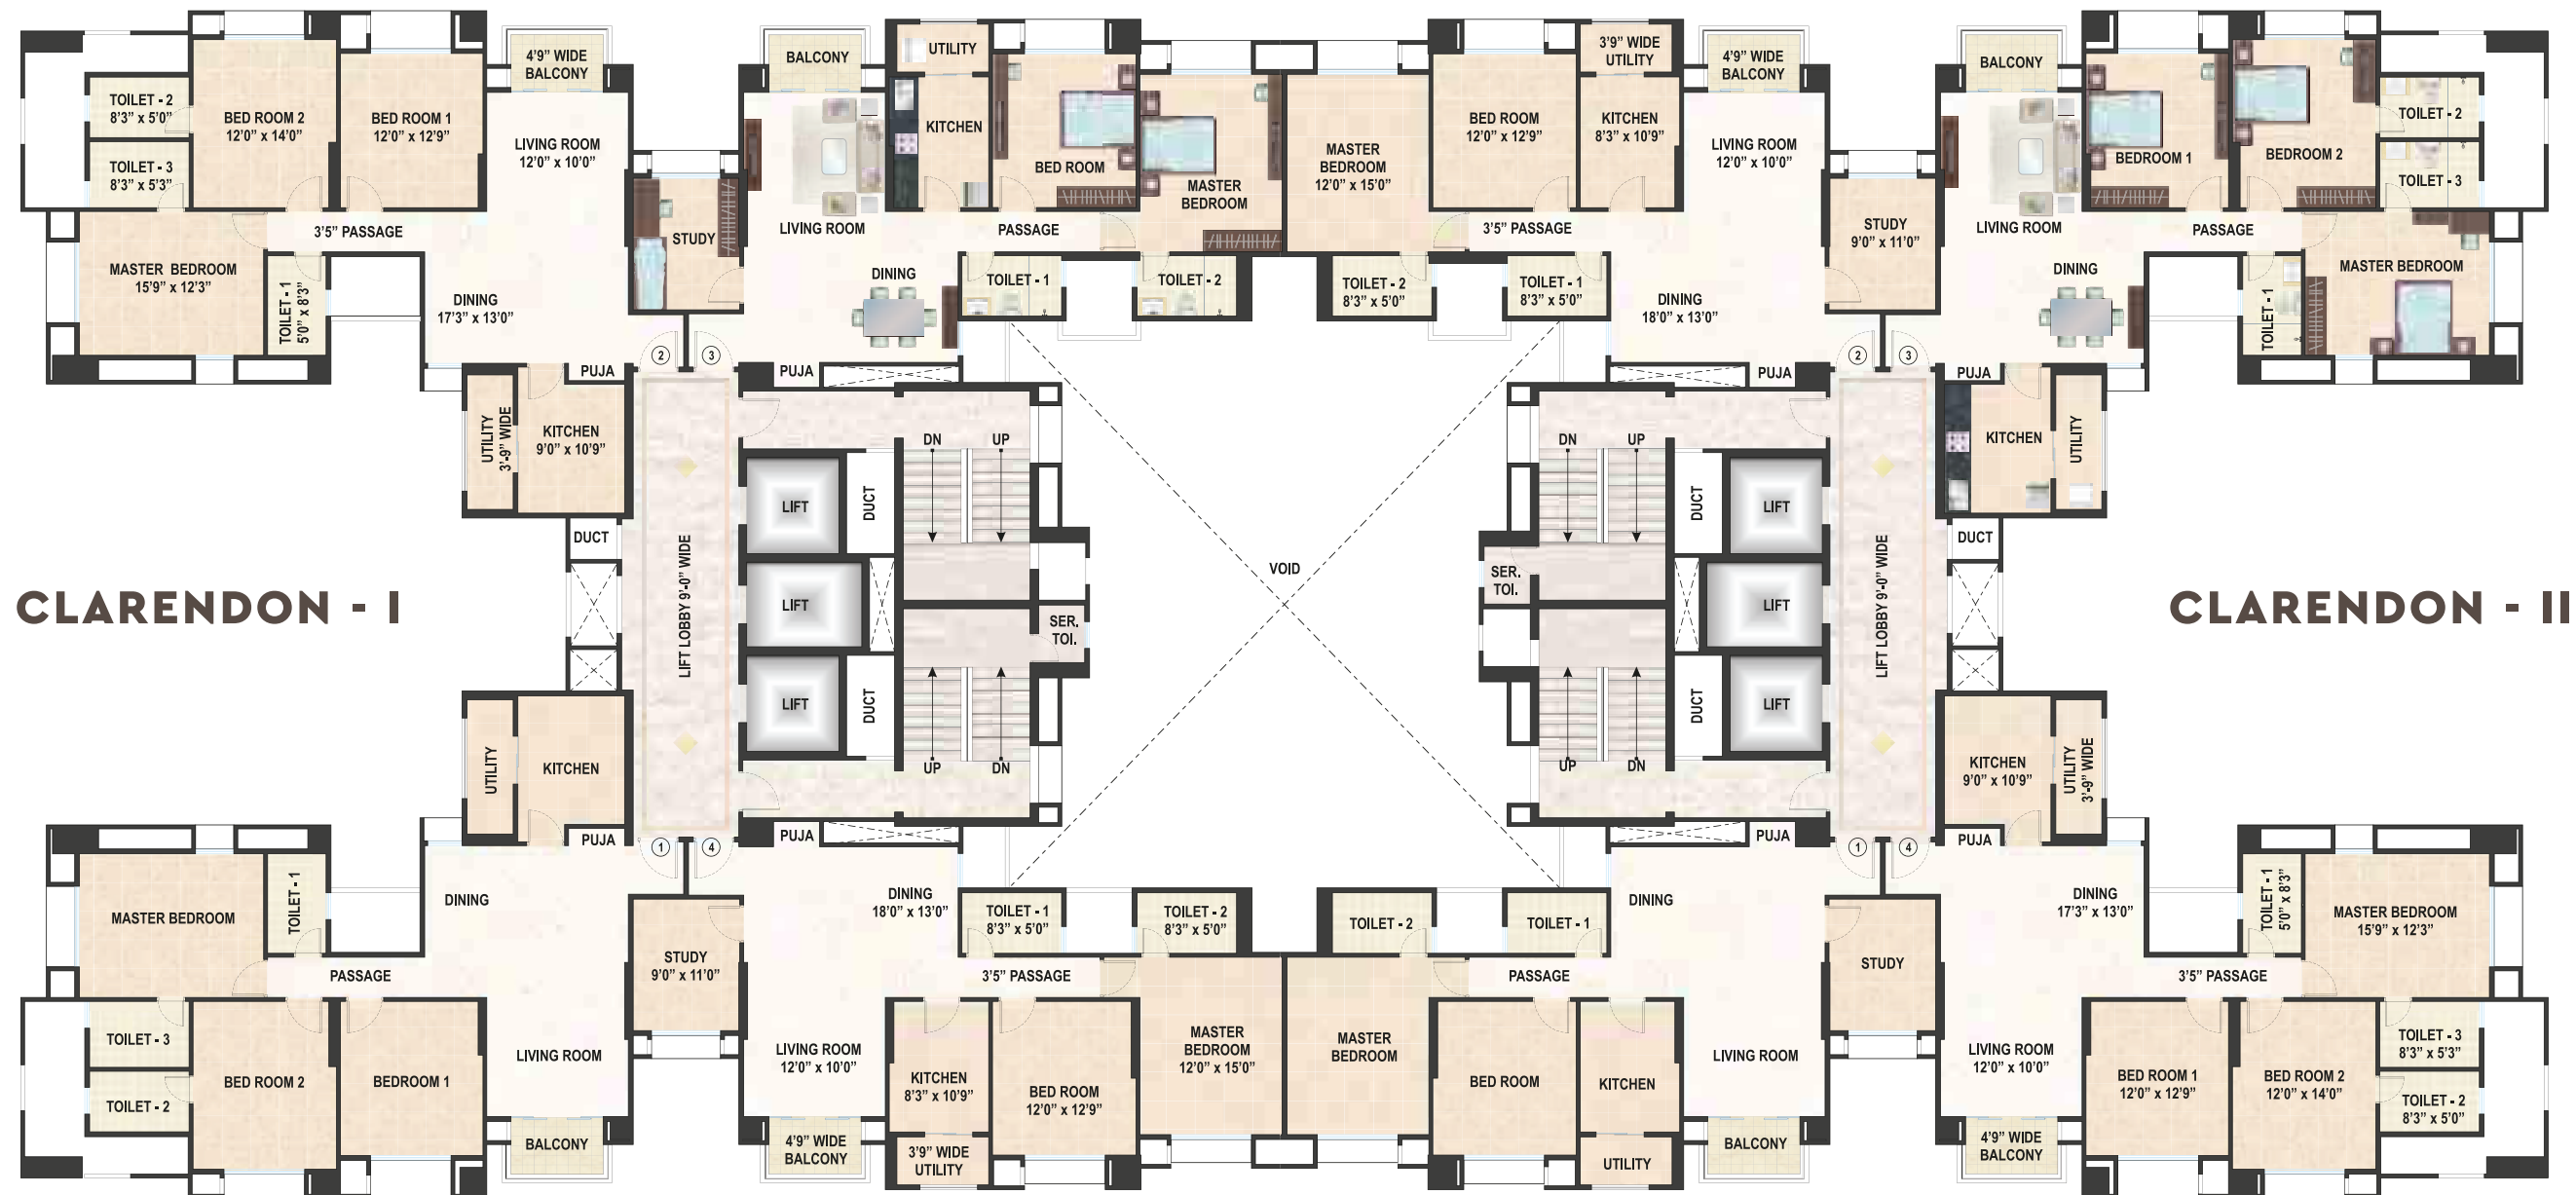 4'9" WIDE
BALCONY
TOILET - 2
8'3" x 5'0"
BED ROOM 2
12'0" x 14'0"
BED ROOM 1
12'0" x 12'9"
LIVING ROOM
12'0" x 10'0"
TOILET - 3
8'3" x 5'3"
3'5" PASSAGE
MASTER BEDROOM
15'9" x 12'3"
TOILET - 1
5'0" x 8'3"
DINING
17'3" x 13'0"
PUJA
UTILITY
3'-9" WIDE
KITCHEN
9'0" x 10'9"
2
BALCONY
UTILITY
KITCHEN
BED ROOM
MASTER
BEDROOM
STUDY
LIVING ROOM
PASSAGE
DINING
TOILET - 1
TOILET - 2
3
PUJA
MASTER
BEDROOM
12'0" x 15'0"
BED ROOM
12'0" x 12'9"
3'9" WIDE
UTILITY
KITCHEN
8'3" x 10'9"
4'9" WIDE
BALCONY
LIVING ROOM
12'0" x 10'0"
3'5" PASSAGE
STUDY
9'0" x 11'0"
TOILET - 2
8'3" x 5'0"
TOILET - 1
8'3" x 5'0"
DINING
18'0" x 13'0"
PUJA
2
BALCONY
BEDROOM 1
BEDROOM 2
TOILET - 2
TOILET - 3
LIVING ROOM
PASSAGE
DINING
MASTER BEDROOM
TOILET - 1
3
PUJA
KITCHEN
UTILITY
DUCT
LIFT LOBBY 9'-0" WIDE
LIFT
LIFT
LIFT
DUCT
DUCT
DN
UP
UP
DN
SER.
TOI.
VOID
DN
UP
UP
DN
SER.
TOI.
DUCT
DUCT
LIFT
LIFT
LIFT
LIFT LOBBY 9'-0" WIDE
DUCT
CLARENDON - I
CLARENDON - II
UTILITY
KITCHEN
PUJA
1
MASTER BEDROOM
TOILET - 1
DINING
PASSAGE
TOILET - 3
TOILET - 2
BED ROOM 2
BEDROOM 1
LIVING ROOM
BALCONY
4
PUJA
STUDY
9'0" x 11'0"
DINING
18'0" x 13'0"
TOILET - 1
8'3" x 5'0"
TOILET - 2
8'3" x 5'0"
3'5" PASSAGE
LIVING ROOM
12'0" x 10'0"
KITCHEN
8'3" x 10'9"
BED ROOM
12'0" x 12'9"
MASTER
BEDROOM
12'0" x 15'0"
4'9" WIDE
BALCONY
3'9" WIDE
UTILITY
PUJA
1
TOILET - 2
TOILET - 1
DINING
PASSAGE
STUDY
MASTER
BEDROOM
BED ROOM
KITCHEN
LIVING ROOM
BALCONY
UTILITY
4
PUJA
KITCHEN
9'0" x 10'9"
UTILITY
3'-9" WIDE
DINING
17'3" x 13'0"
TOILET - 1
5'0" x 8'3"
MASTER BEDROOM
15'9" x 12'3"
3'5" PASSAGE
LIVING ROOM
12'0" x 10'0"
BED ROOM 1
12'0" x 12'9"
BED ROOM 2
12'0" x 14'0"
TOILET - 3
8'3" x 5'3"
TOILET - 2
8'3" x 5'0"
4'9" WIDE
BALCONY